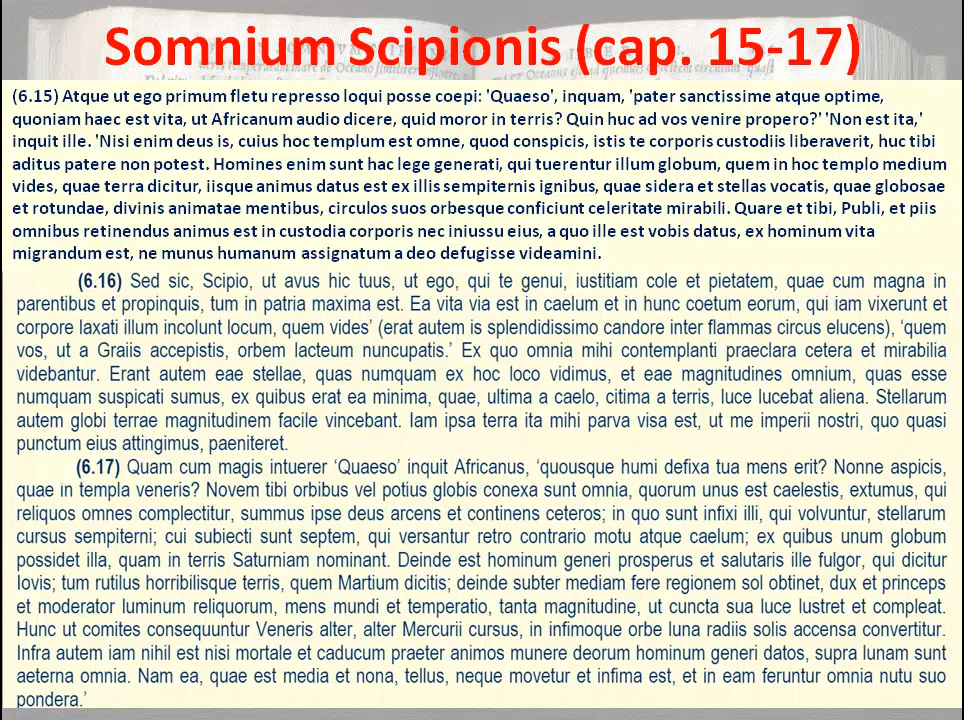 Somnium Scipionis (cap. 15-17)
(6.15) Atque ut ego primum fletu represso loqui posse coepi: 'Quaeso', inquam, 'pater sanctissime atque optime,
quoniam haec est vita, ut Africanum audio dicere, quid moror in terris? Quin huc ad vos venire propero?' 'Non est ita,'
inquit ille. 'Nisi enim deus is, cuius hoc templum est omne, quod conspicis, istis te corporis custodiis liberaverit, huc tibi
aditus patere non potest. Homines enim sunt hac lege generati, qui tuerentur illum globum, quem in hoc templo medium
vides, quae terra dicitur, iisque animus datus est ex illis sempiternis ignibus, quae sidera et stellas vocatis, quae globosae
et rotundae, divinis animatae mentibus, circulos suos orbesque conficiunt celeritate mirabili. Quare et tibi, Publi, et piis
omnibus retinendus animus est in custodia corporis nec iniussu eius, a quo ille est vobis datus, ex hominum vita
migrandum est, ne munus humanum assignatum a deo defugisse videamini.
(6.16) Sed sic, Scipio, ut avus hic tuus, ut ego, qui te genui, iustitiam cole et pietatem, quae cum magna in
parentibus et propinquis, tum in patria maxima est. Ea vita via est in caelum et in hunc coetum eorum, qui iam vixerunt et
corpore laxati illum incolunt locum, quem vides’ (erat autem is splendidissimo candore inter flammas circus elucens), ‘quem
vos, ut a Graiis accepistis, orbem lacteum nuncupatis.’ Ex quo omnia mihi contemplanti praeclara cetera et mirabilia
videbantur. Erant autem eae stellae, quas numquam ex hoc loco vidimus, et eae magnitudines omnium, quas esse
numquam suspicati sumus, ex quibus erat ea minima, quae, ultima a caelo, citima a terris, luce lucebat aliena. Stellarum
autem globi terrae magnitudinem facile vincebant. Iam ipsa terra ita mihi parva visa est, ut me imperii nostri, quo quasi
punctum eius attingimus, paeniteret.
(6.17) Quam cum magis intuerer ‘Quaeso’ inquit Africanus, ‘quousque humi defixa tua mens erit? Nonne aspicis,
quae in templa veneris? Novem tibi orbibus vel potius globis conexa sunt omnia, quorum unus est caelestis, extumus, qui
reliquos omnes complectitur, summus ipse deus arcens et continens ceteros; in quo sunt infixi illi, qui volvuntur, stellarum
cursus sempiterni; cui subiecti sunt septem, qui versantur retro contrario motu atque caelum; ex quibus unum globum
possidet illa, quam in terris Saturniam nominant. Deinde est hominum generi prosperus et salutaris ille fulgor, qui dicitur
Iovis; tum rutilus horribilisque terris, quem Martium dicitis; deinde subter mediam fere regionem sol obtinet, dux et princeps
et moderator luminum reliquorum, mens mundi et temperatio, tanta magnitudine, ut cuncta sua luce lustret et compleat.
Hunc ut comites consequuntur Veneris alter, alter Mercurii cursus, in infimoque orbe luna radiis solis accensa convertitur.
Infra autem iam nihil est nisi mortale et caducum praeter animos munere deorum hominum generi datos, supra lunam sunt
aeterna omnia. Nam ea, quae est media et nona, tellus, neque movetur et infima est, et in eam feruntur omnia nutu suo
pondera.’